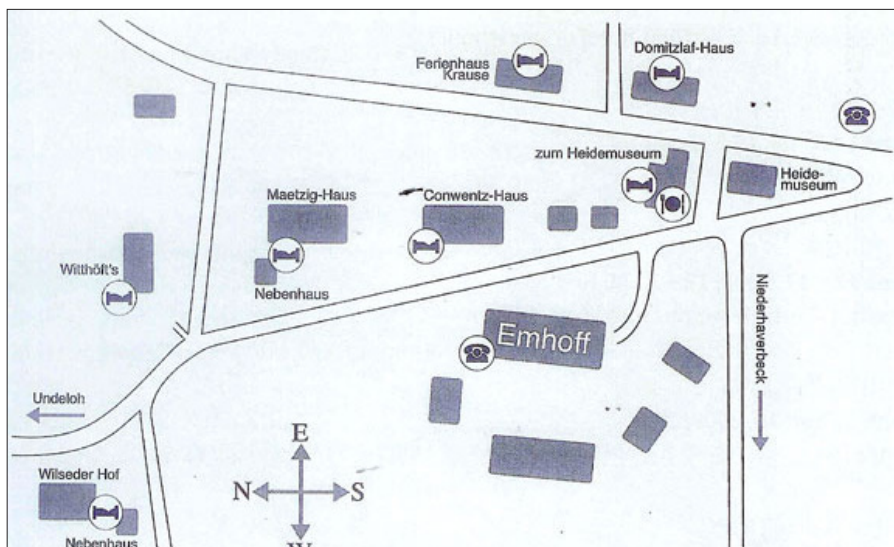 Ferienhaus
Krause
Domitzlaf-Haus
zum Heidemuseum
Heide-
museum
Maetzig-Haus
Conwentz-Haus
Witthöft's
Nebenhaus
Emhoff
Niederhaverbeck
Undeloh
E
N
S
W
Wilseder Hof
Nebenhaus